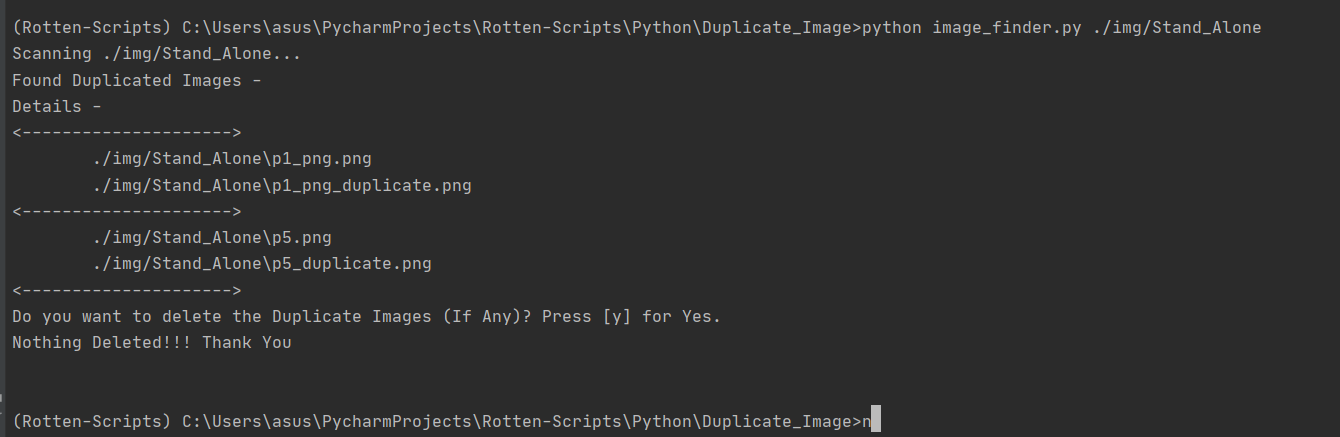 (Rotten-Scripts) C:\Users\asus\PycharmProjects\Rotten-Scripts\Python\Duplicate_Image>python image_finder.py ./img/Stand_Alone
Scanning ./img/Stand_Alone...
Found Duplicated Images -
Details -
<--------------------->
./img/Stand_Alone\p1_png.png
./img/Stand_Alone\p1_png_duplicate.png
<--------------------->
./img/Stand_Alone\p5.png
./img/Stand_Alone\p5_duplicate.png
<--------------------->
Do you want to delete the Duplicate Images (If Any)? Press [y] for Yes.
Nothing Deleted!!! Thank You
(Rotten-Scripts) C:\Users\asus\PycharmProjects\Rotten-Scripts\Python\Duplicate_Image>n